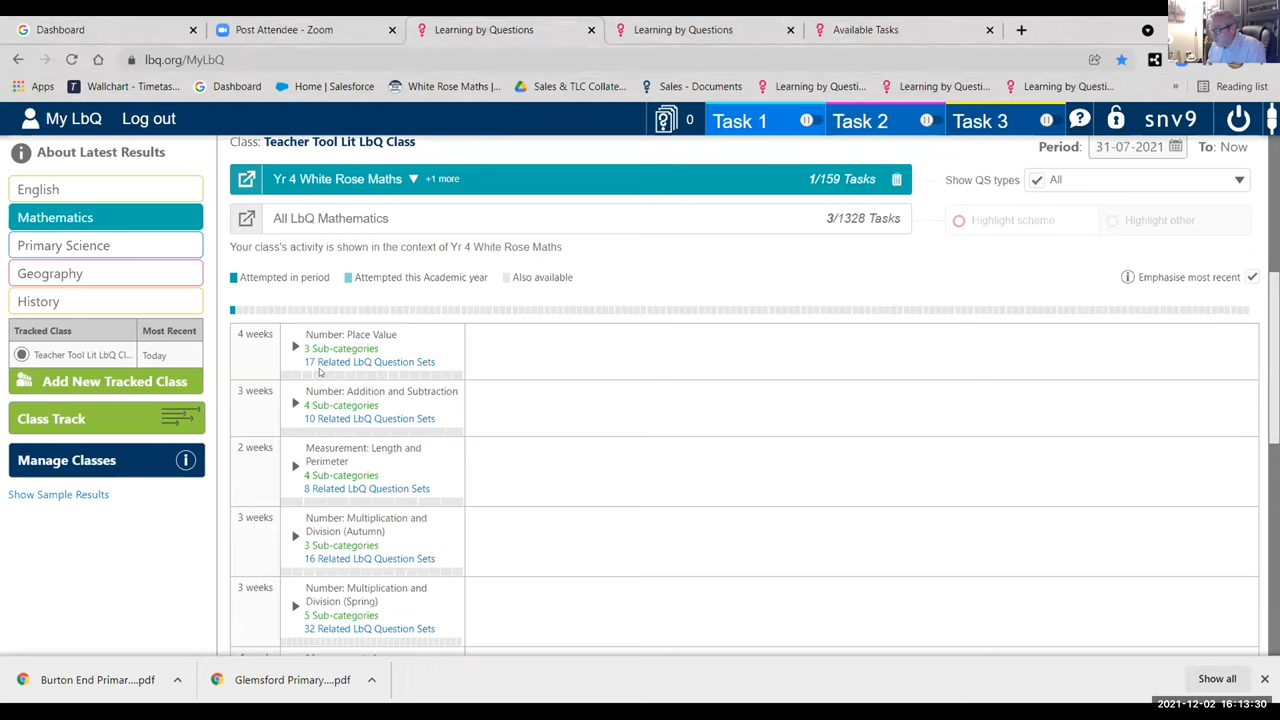 Dashboard
Post Attendee - Zoom
Learning by Questions
Learning by Questions
Available Tasks
lbq.org/MyLbQ
Apps
Wallchart - Timetas...
Dashboard
Home | Salesforce
White Rose Maths |...
Sales & TLC Collate...
Sales - Documents
Learning by Questi...
Learning by Questi...
Learning by Questi...
»
Reading list
My LbQ
Log out
0
Task 1
Task 2
Task 3
snv9
About Latest Results
English
Mathematics
Primary Science
Geography
History
Tracked Class
Most Recent
Teacher Tool Lit LbQ Cl...
Today
Add New Tracked Class
Class Track
Manage Classes
Show Sample Results
Class: Teacher Tool Lit LbQ Class
Period: 31-07-2021 To: Now
Yr 4 White Rose Maths +1 more 1/159 Tasks
Show QS types All
All LbQ Mathematics 3/1328 Tasks
Highlight scheme
Highlight other
Your class's activity is shown in the context of Yr 4 White Rose Maths
Attempted in period
Attempted this Academic year
Also available
Emphasise most recent
4 weeks
Number: Place Value
3 Sub-categories
17 Related LbQ Question Sets
3 weeks
Number: Addition and Subtraction
4 Sub-categories
10 Related LbQ Question Sets
2 weeks
Measurement: Length and
Perimeter
4 Sub-categories
8 Related LbQ Question Sets
3 weeks
Number: Multiplication and
Division (Autumn)
3 Sub-categories
16 Related LbQ Question Sets
3 weeks
Number: Multiplication and
Division (Spring)
5 Sub-categories
32 Related LbQ Question Sets
Burton End Primar....pdf
Glemsford Primary....pdf
Show all
2021-12-02 16:13:30